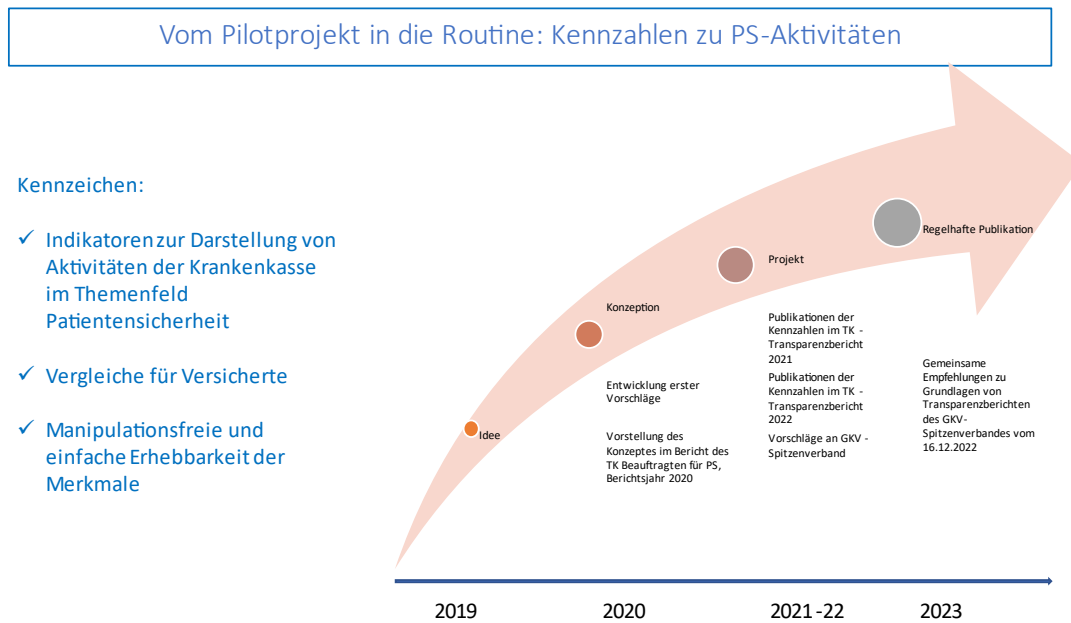 Vom Pilotprojekt in die Routine: Kennzahlen zu PS-Aktivitäten
Kennzeichen:
✓ Indikatoren zur Darstellung von
Aktivitäten der Krankenkasse
im Themenfeld
Patientensicherheit
✓ Vergleiche für Versicherte
✓ Manipulationsfreie und
einfache Erhebbarkeit der
Merkmale
Idee
Konzeption
Entwicklung erster
Vorschläge
Vorstellung des
Konzeptes im Bericht des
TK Beauftragten für PS,
Berichtsjahr 2020
Projekt
Publikationen der
Kennzahlen im TK -
Transparenzbericht
2021
Publikationen der
Kennzahlen im TK -
Transparenzbericht
2022
Vorschläge an GKV -
Spitzenverband
Regelhafte Publikation
Gemeinsame
Empfehlungen zu
Grundlagen von
Transparenzberichten
des GKV-
Spitzenverbandes vom
16.12.2022
2019
2020
2021 -22
2023